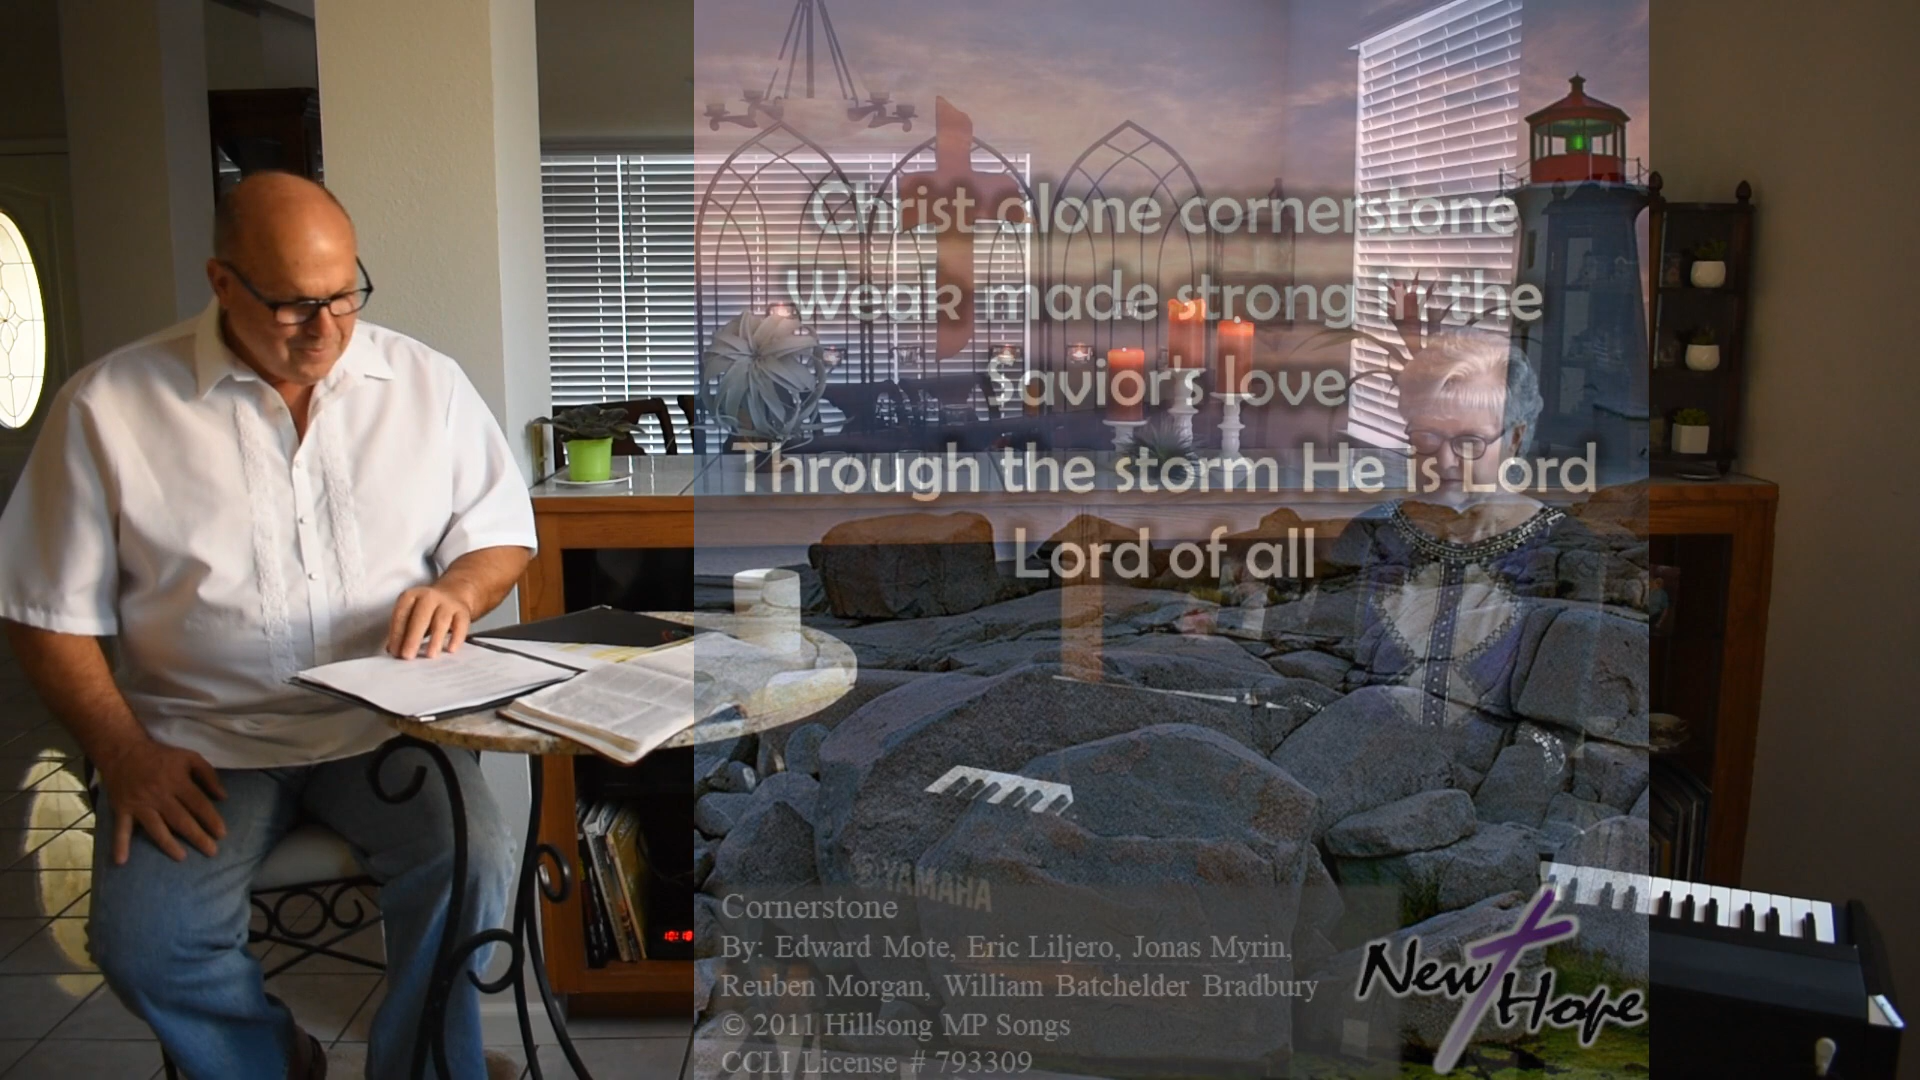 Christ alone cornerstone
Weak made strong in the
Savior's love
Through the storm He is Lord
Lord of all
YAMAHA
Cornerstone
By: Edward Mote, Eric Liljero, Jonas Myrin,
Reuben Morgan, William Batchelder Bradbury
© 2011 Hillsong MP Songs
CCLI License # 793309
New Hope
10:10